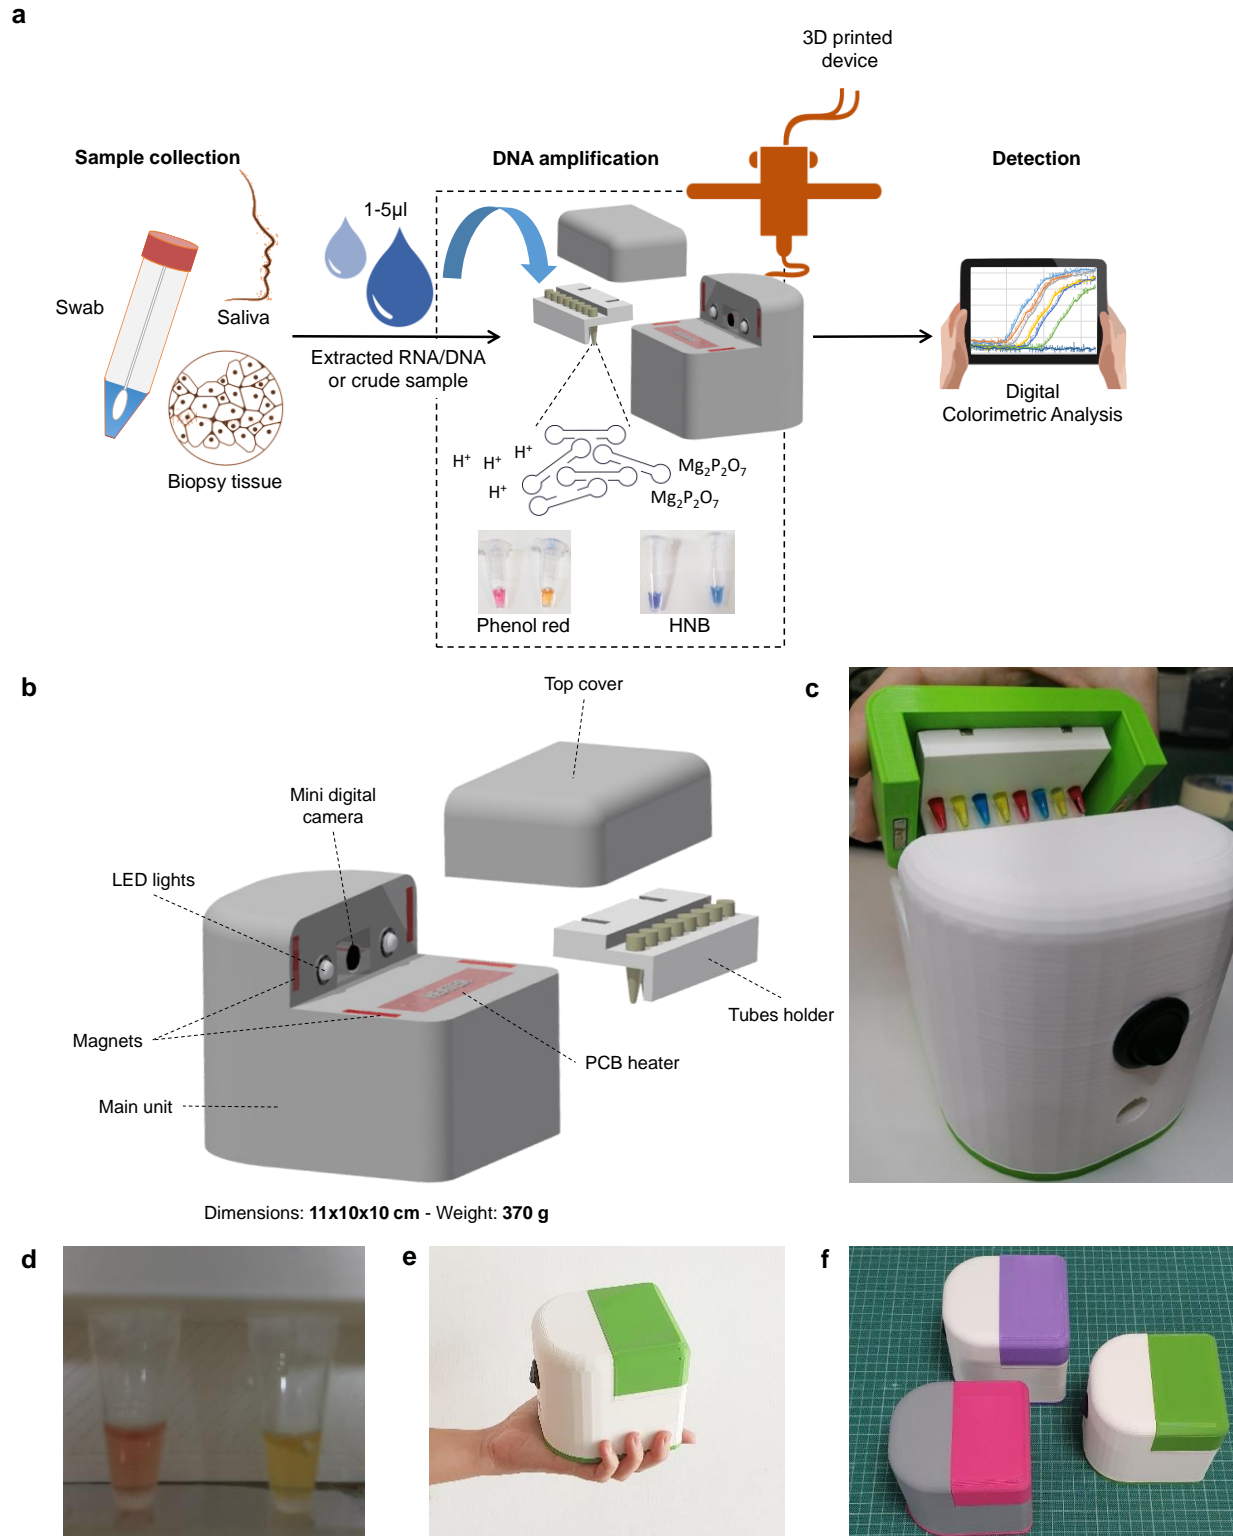 a
3D printed
device
Sample collection
DNA amplification
Detection
1-5µl
Swab
Saliva
Extracted RNA/DNA
or crude sample
Biopsy tissue
Digital
Colorimetric Analysis
H⁺ H⁺ H⁺
H⁺
Mg₂P₂O₇
Mg₂P₂O₇
Phenol red
HNB
b
Top cover
c
Mini digital
camera
LED lights
Tubes holder
Magnets
PCB heater
Main unit
Dimensions: 11x10x10 cm - Weight: 370 g
d
e
f